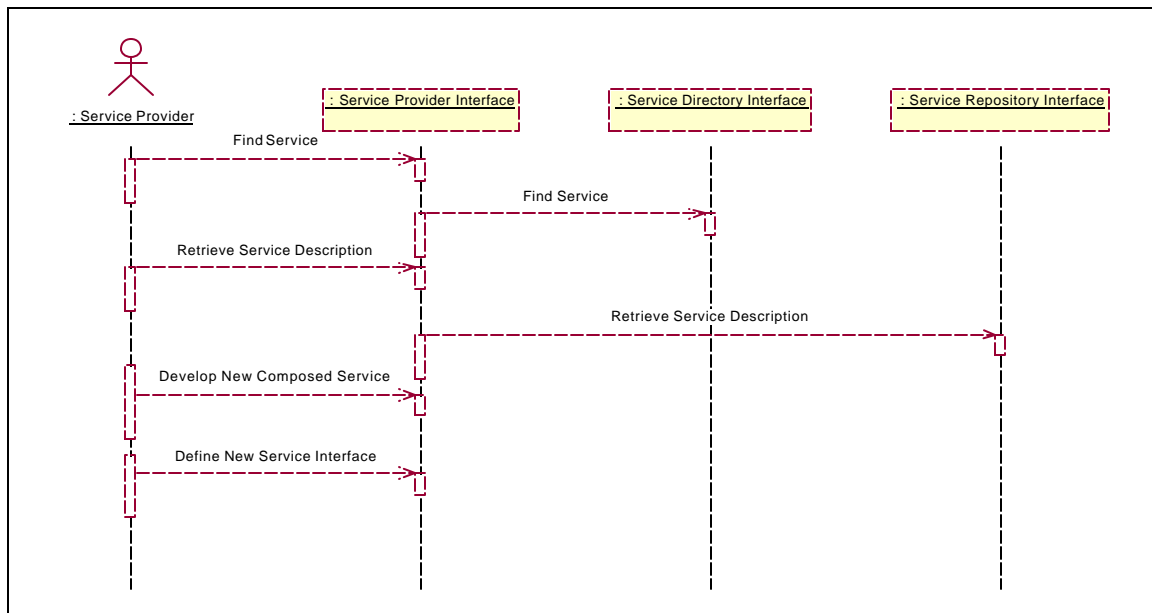 : Service Provider
: Service Provider Interface
: Service Directory Interface
: Service Repository Interface
Find Service
Find Service
Retrieve Service Description
Retrieve Service Description
Develop New Composed Service
Define New Service Interface